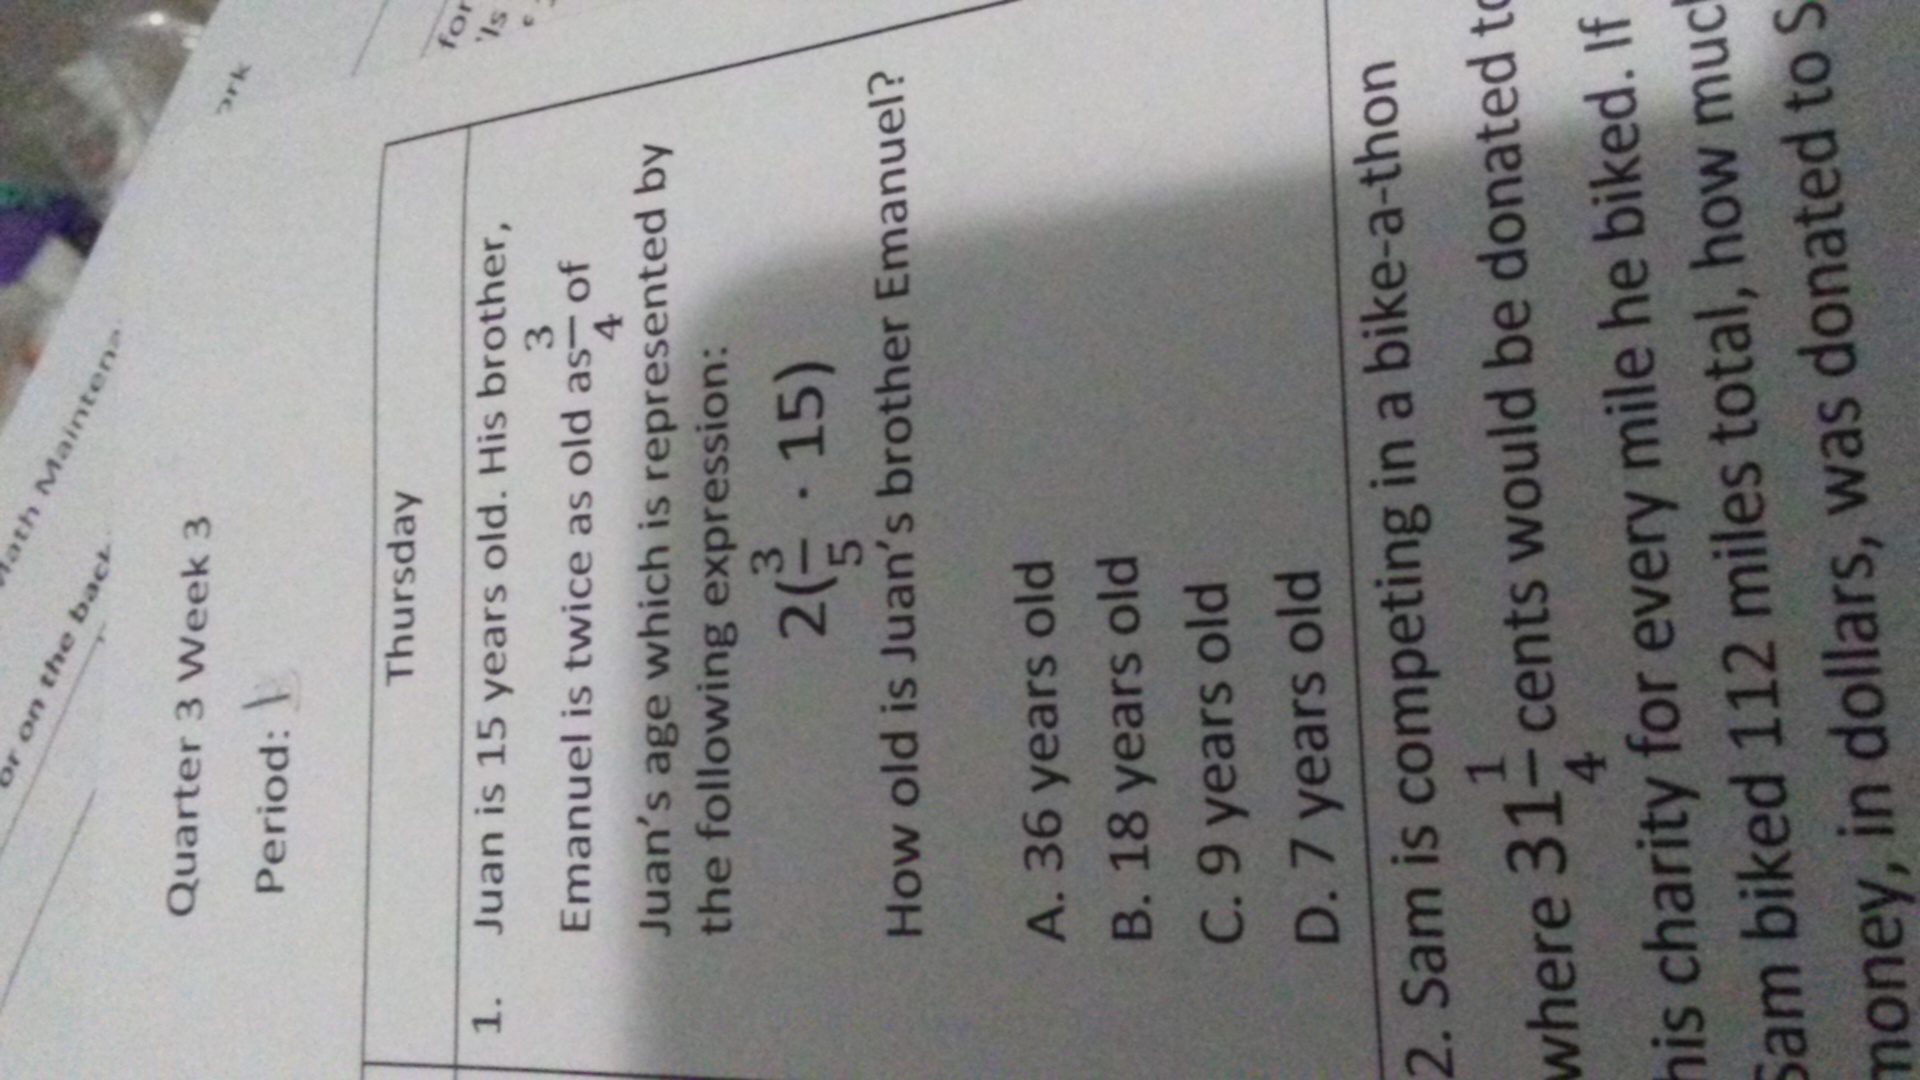 Math
or on the back
Quarter 3 Week 3
Period: 1
Thursday
1. Juan is 15 years old. His brother,
Emanuel is twice as old as 3/4 of
Juan's age which is represented by
the following expression:
2(3/5 · 15)
How old is Juan's brother Emanuel?
A. 36 years old
B. 18 years old
C. 9 years old
D. 7 years old
2. Sam is competing in a bike-a-thon
where 31 1/4 cents would be donated to
his charity for every mile he biked. If
Sam biked 112 miles total, how much
money, in dollars, was donated to
for